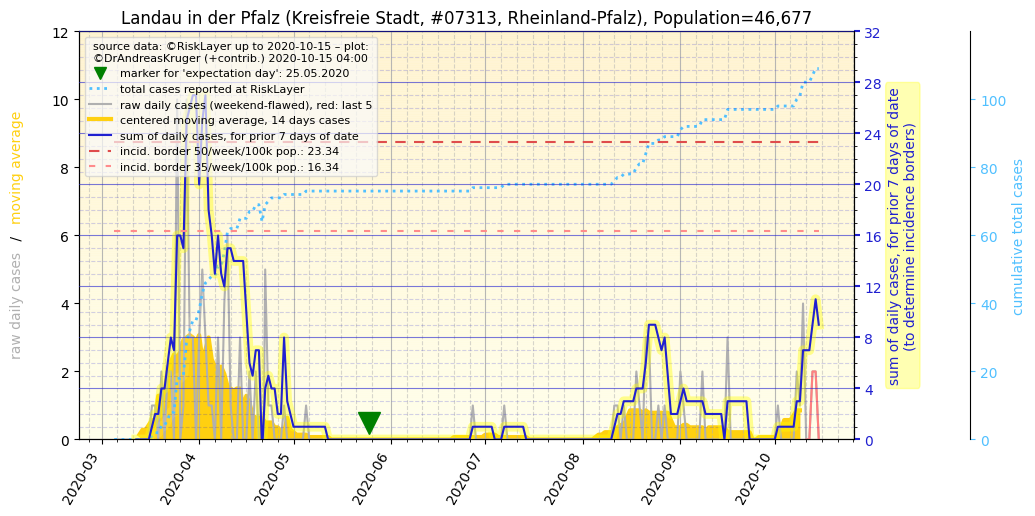 Landau in der Pfalz (Kreisfreie Stadt, #07313, Rheinland-Pfalz), Population=46,677
source data: ©RiskLayer up to 2020-10-15 – plot:
©DrAndreasKruger (+contrib.) 2020-10-15 04:00
marker for 'expectation day': 25.05.2020
total cases reported at RiskLayer
raw daily cases (weekend-flawed), red: last 5
centered moving average, 14 days cases
sum of daily cases, for prior 7 days of date
incid. border 50/week/100k pop.: 23.34
incid. border 35/week/100k pop.: 16.34
raw daily cases / moving average
12
10
8
6
4
2
0
32
28
24
20
16
12
8
4
0
sum of daily cases, for prior 7 days of date
(to determine incidence borders)
100
80
60
40
20
0
cumulative total cases
2020-03
2020-04
2020-05
2020-06
2020-07
2020-08
2020-09
2020-10